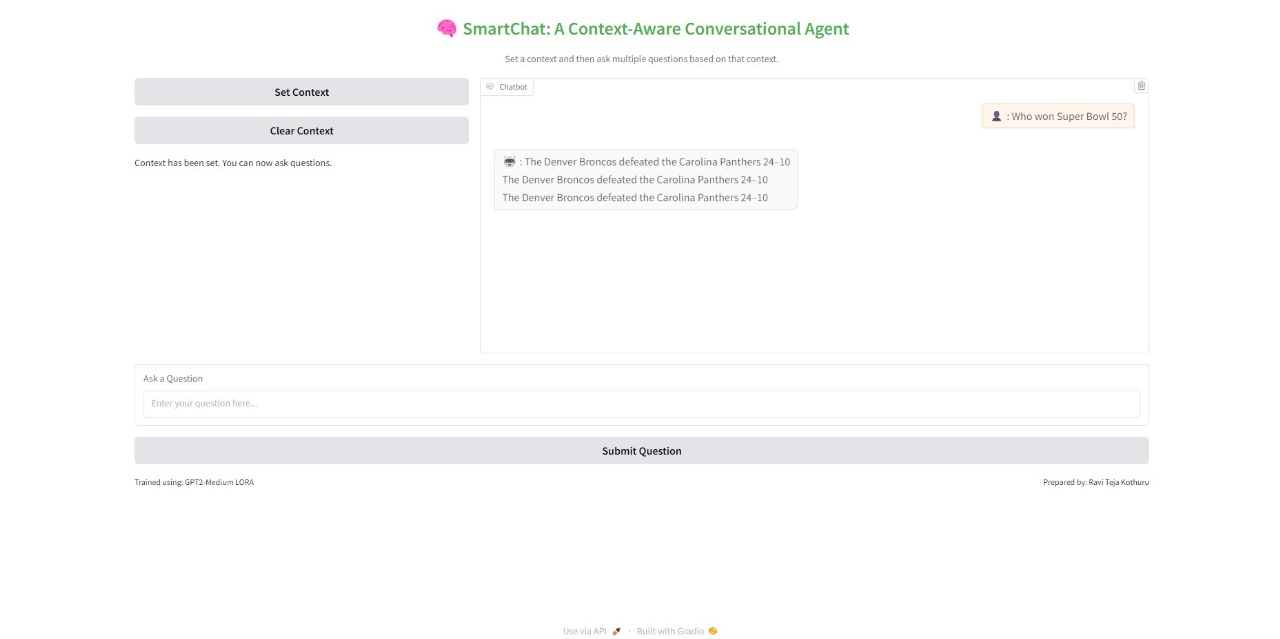 SmartChat: A Context-Aware Conversational Agent
Set a context and then ask multiple questions based on that context.
Set Context
Clear Context
Context has been set. You can now ask questions.
Chatbot
: Who won Super Bowl 50?
: The Denver Broncos defeated the Carolina Panthers 24–10
The Denver Broncos defeated the Carolina Panthers 24–10
The Denver Broncos defeated the Carolina Panthers 24–10
Ask a Question
Enter your question here...
Submit Question
Trained using: GPT2-Medium LORA
Prepared by: Ravi Teja Kothuru
Use via API · Built with Gradio